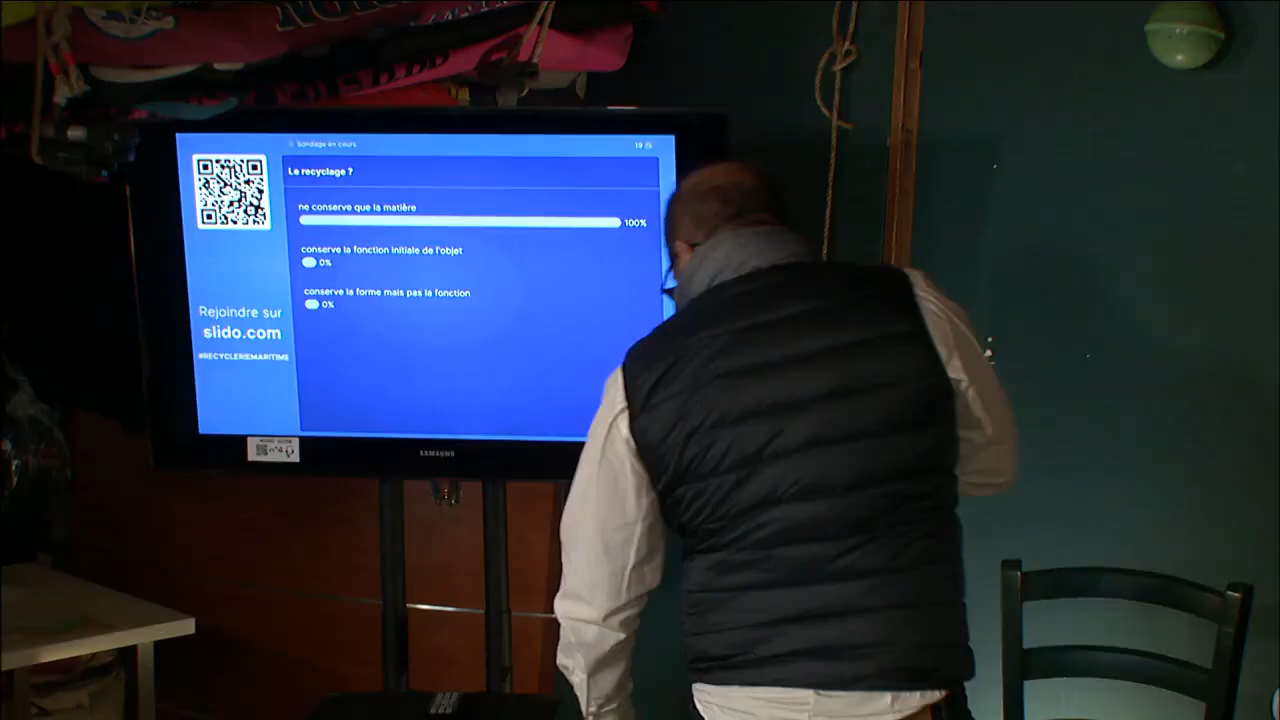 Sondage en cours
19
Le recyclage ?
ne conserve que la matière
100%
conserve la fonction initiale de l'objet
0%
conserve la forme mais pas la fonction
0%
Rejoindre sur
slido.com
#RECYCLERIEMARITIME
n°4
SAMSUNG